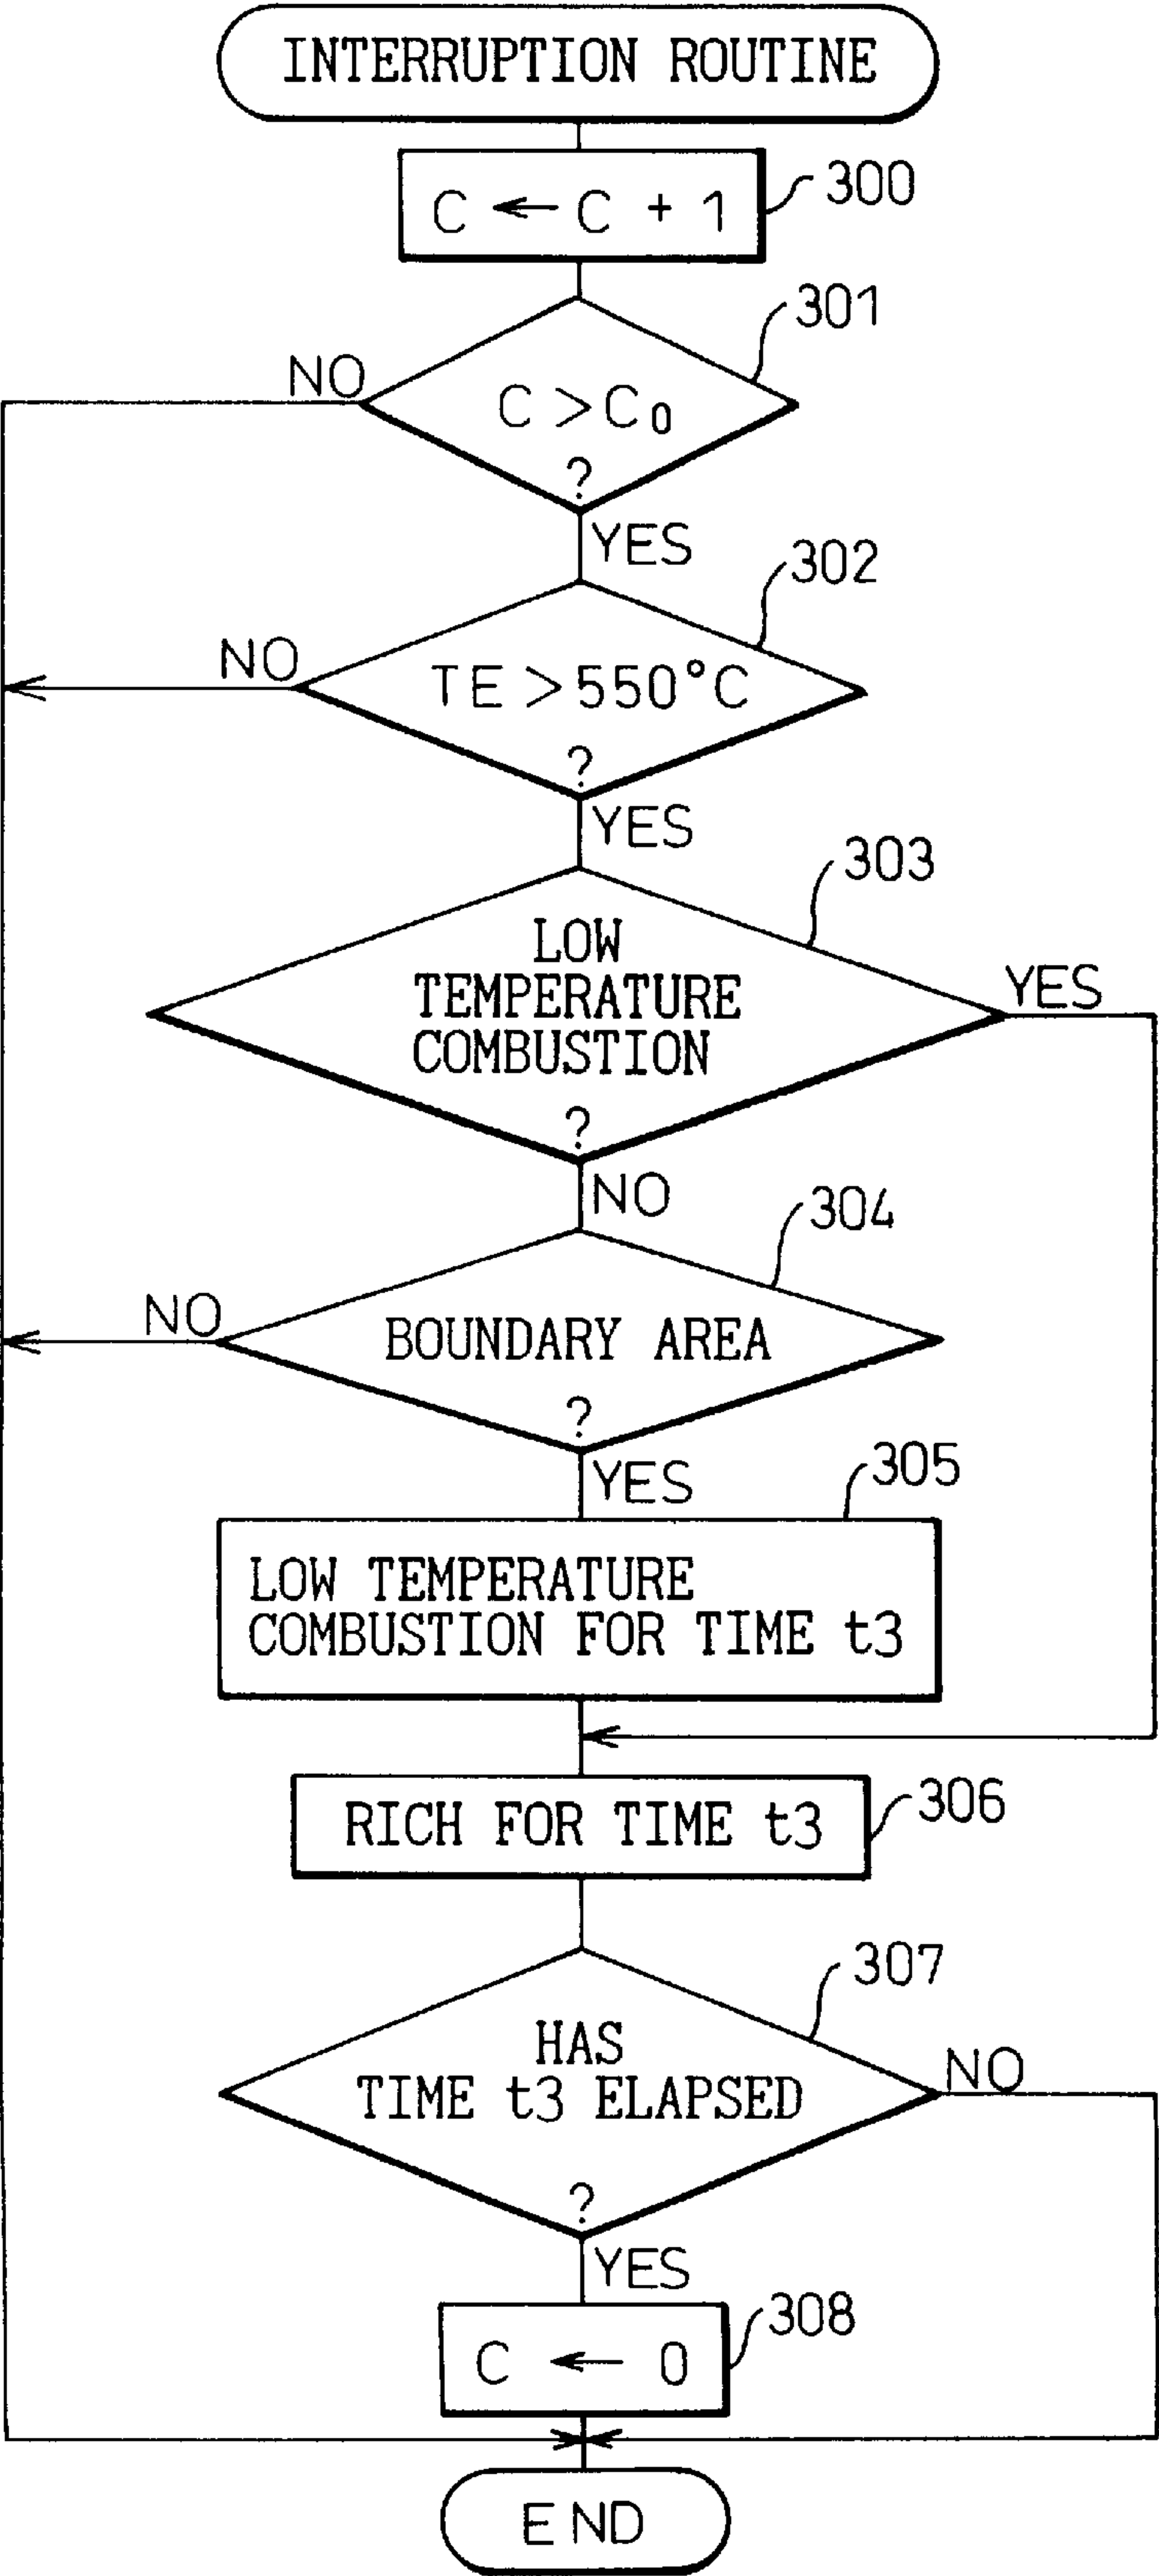 INTERRUPTION ROUTINE
C ← C + 1
300
301
NO
C > C₀
?
YES
302
NO
TE > 550°C
?
YES
303
LOW
TEMPERATURE
COMBUSTION
?
YES
NO
304
NO
BOUNDARY AREA
?
YES
305
LOW TEMPERATURE
COMBUSTION FOR TIME t3
RICH FOR TIME t3
306
307
HAS
TIME t3 ELAPSED
?
NO
YES
308
C ← 0
END